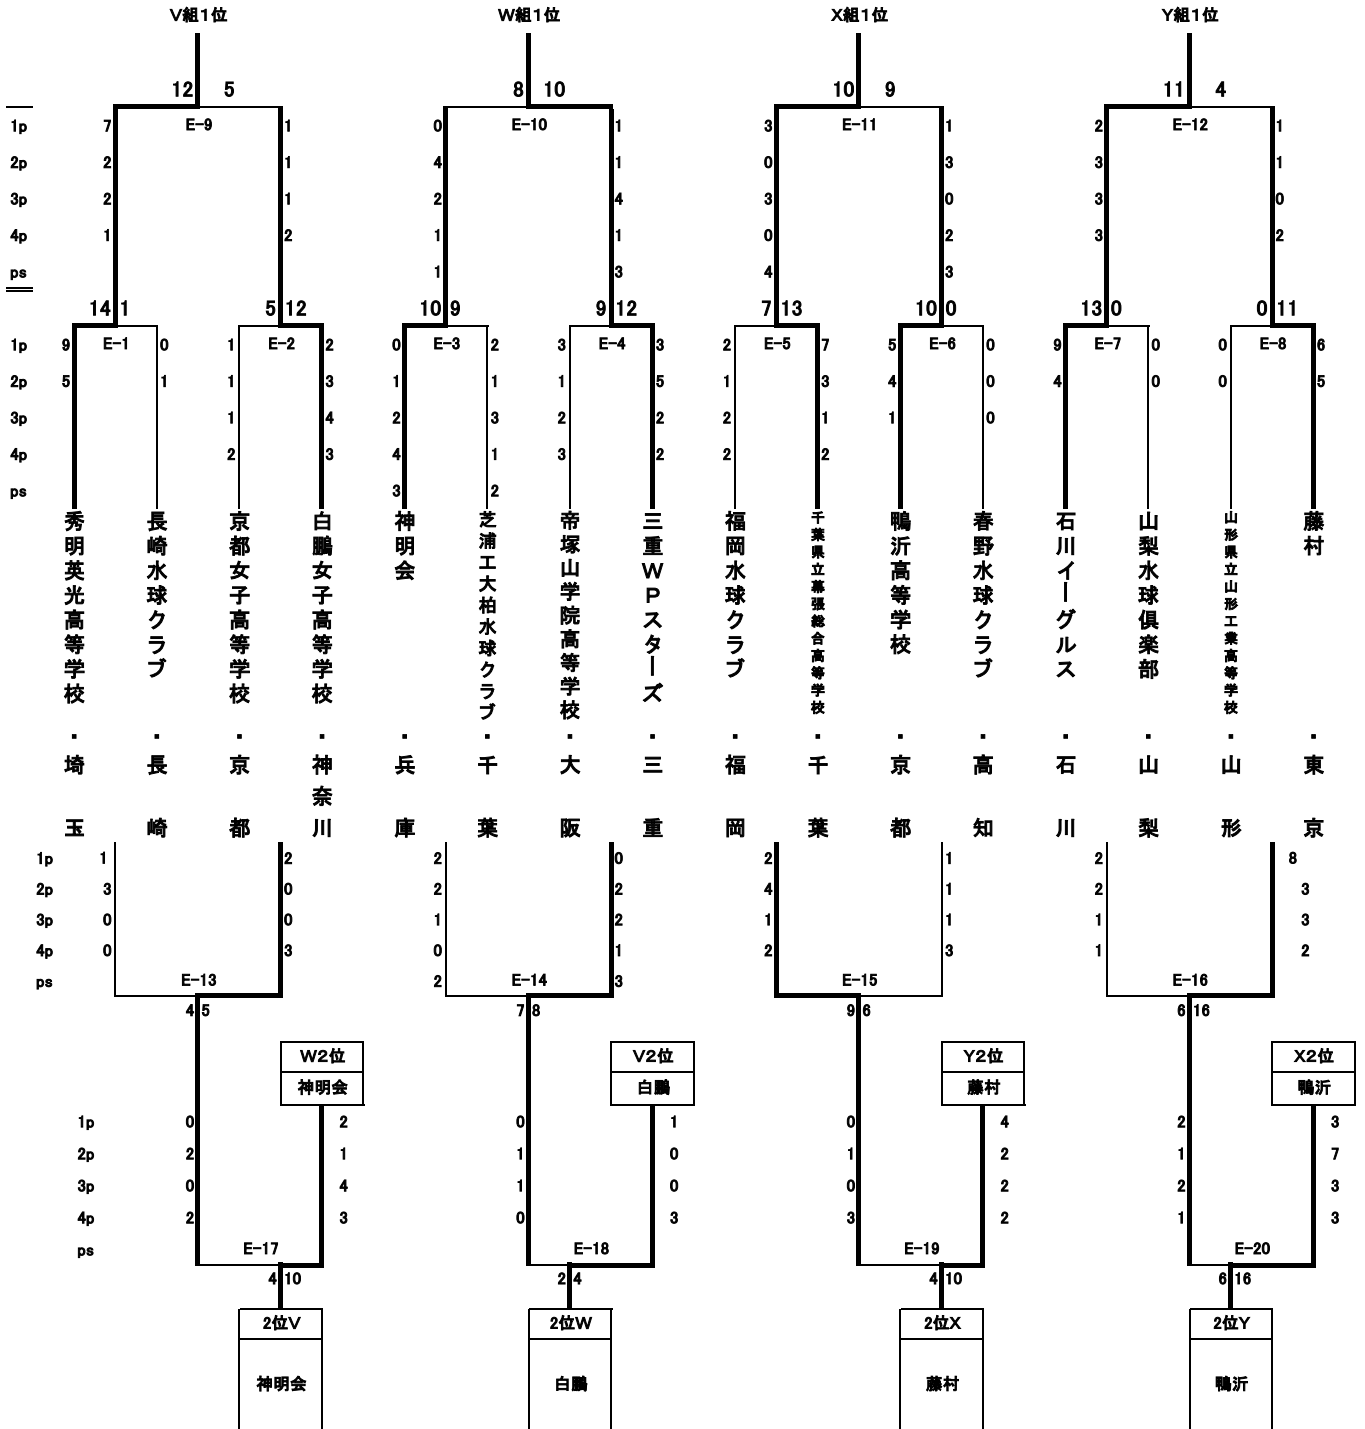 V組1位 W組1位 X組1位 Y組1位
12 5 8 10 10 9 11 4
E-9 E-10 E-11 E-12
1p 7 1 0 1 3 1 2 1
2p 2 1 4 1 0 3 3 1
3p 2 1 2 4 3 0 3 0
4p 1 2 1 1 0 2 3 2
ps 1 3 4 3
14 1 5 12 10 9 9 12 7 13 10 0 13 0 0 11
E-1 E-2 E-3 E-4 E-5 E-6 E-7 E-8
1p 9 0 1 2 0 2 3 3 2 7 5 0 9 0 0 6
2p 5 1 1 3 1 1 1 5 1 3 4 0 4 0 0 5
3p 1 4 2 3 2 2 2 1 1 0
4p 2 3 4 1 3 2 2 2
ps 3 2
秀明英光高等学校・埼玉
長崎水球クラブ・長崎
京都女子高等学校・京都
白鵬女子高等学校・神奈川
神明会・兵庫
芝浦工大柏水球クラブ・千葉
帝塚山学院高等学校・大阪
三重WPスターズ・三重
福岡水球クラブ・福岡
千葉県立幕張総合高等学校・千葉
鴨沂高等学校・京都
春野水球クラブ・高知
石川イーグルス・石川
山梨水球倶楽部・山梨
山形県立山形工業高等学校・山形
藤村・東京
1p 1 2 2 0 2 1 2 8
2p 3 0 2 2 4 1 2 3
3p 0 0 1 2 1 1 1 3
4p 0 3 0 1 2 3 1 2
ps 2 3
E-13 E-14 E-15 E-16
4 5 7 8 9 6 6 16
W2位 V2位 Y2位 X2位
神明会 白鵬 藤村 鴨沂
1p 0 2 0 1 0 4 2 3
2p 2 1 1 0 1 2 1 7
3p 0 4 1 0 0 2 2 3
4p 2 3 0 3 3 2 1 3
ps E-17 E-18 E-19 E-20
4 10 2 4 4 10 6 16
2位V 2位W 2位X 2位Y
神明会 白鵬 藤村 鴨沂